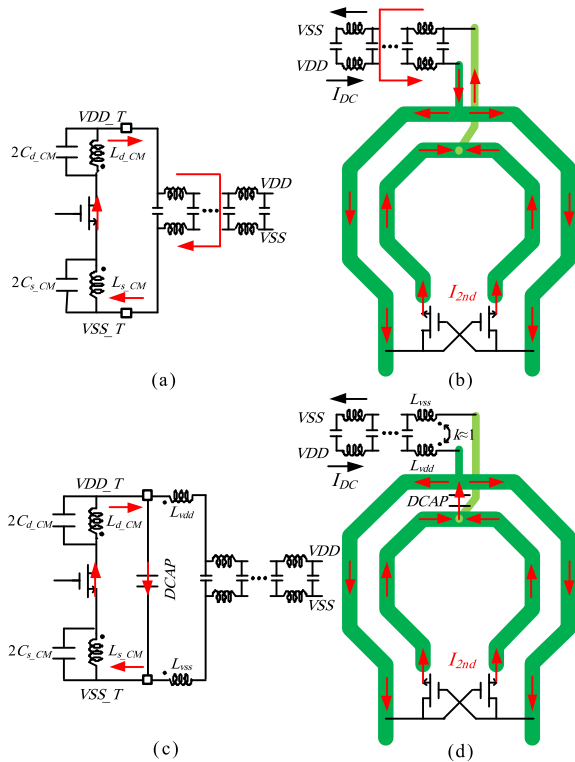 VSS
VDD
I_DC
VDD_T
2C_d_CM
L_d_CM
VDD
VSS
2C_s_CM
L_s_CM
VSS_T
I_2nd
(a)
(b)
L_vss
VSS
k≈1
VDD
L_vdd
I_DC
VDD_T
DCAP
2C_d_CM
L_d_CM
L_vdd
DCAP
VDD
VSS
2C_s_CM
L_s_CM
L_vss
VSS_T
I_2nd
(c)
(d)